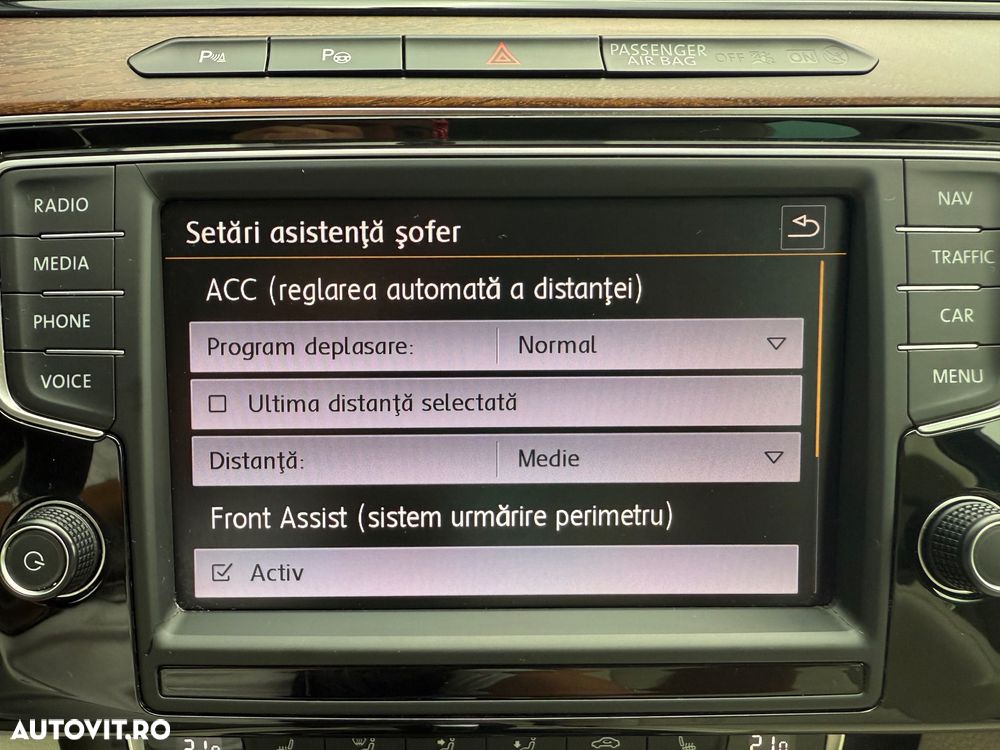 P P PASSENGER AIR BAG OFF ON
RADIO
MEDIA
PHONE
VOICE
NAV
TRAFFIC
CAR
MENU
Setări asistenţă şofer
ACC (reglarea automată a distanţei)
Program deplasare: Normal
Ultima distanţă selectată
Distanţă: Medie
Front Assist (sistem urmărire perimetru)
Activ
AUTOVIT.RO